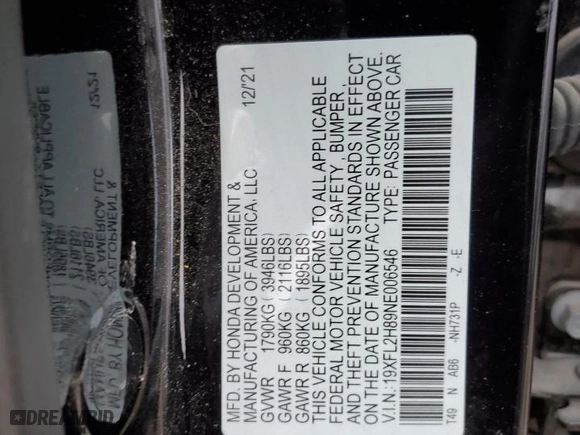 MFD. BY HONDA DEVELOPMENT & 12/'21
MANUFACTURING OF AMERICA, LLC
GVWR 1790KG ( 3946LBS)
GAWR F 960KG ( 2116LBS)
GAWR R 860KG ( 1895LBS)
THIS VEHICLE CONFORMS TO ALL APPLICABLE
FEDERAL MOTOR VEHICLE SAFETY , BUMPER ,
AND THEFT PREVENTION STANDARDS IN EFFECT
ON THE DATE OF MANUFACTURE SHOWN ABOVE.
V.I.N.:19XFL2H89NE006546 TYPE: PASSENGER CAR
T49 N AB6 -NH731P -Z -E
DREAMBID